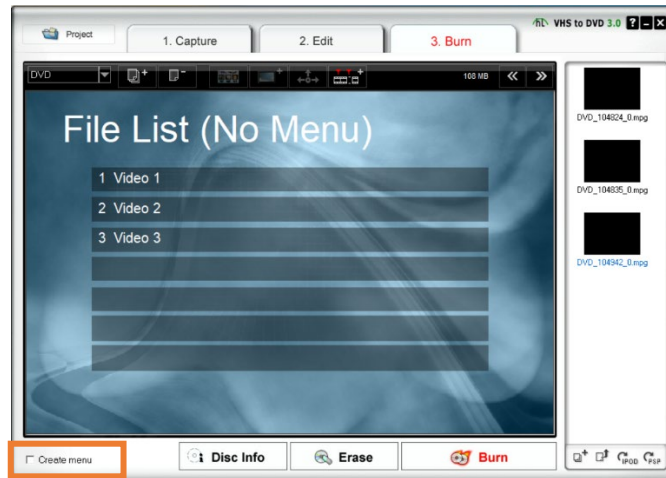 VHS to DVD 3.0
Project
1. Capture
2. Edit
3. Burn
DVD
108 MB
File List (No Menu)
1 Video 1
2 Video 2
3 Video 3
DVD_104824_0.mpg
DVD_104835_0.mpg
DVD_104942_0.mpg
Create menu
Disc Info
Erase
Burn
IPOD
PSP